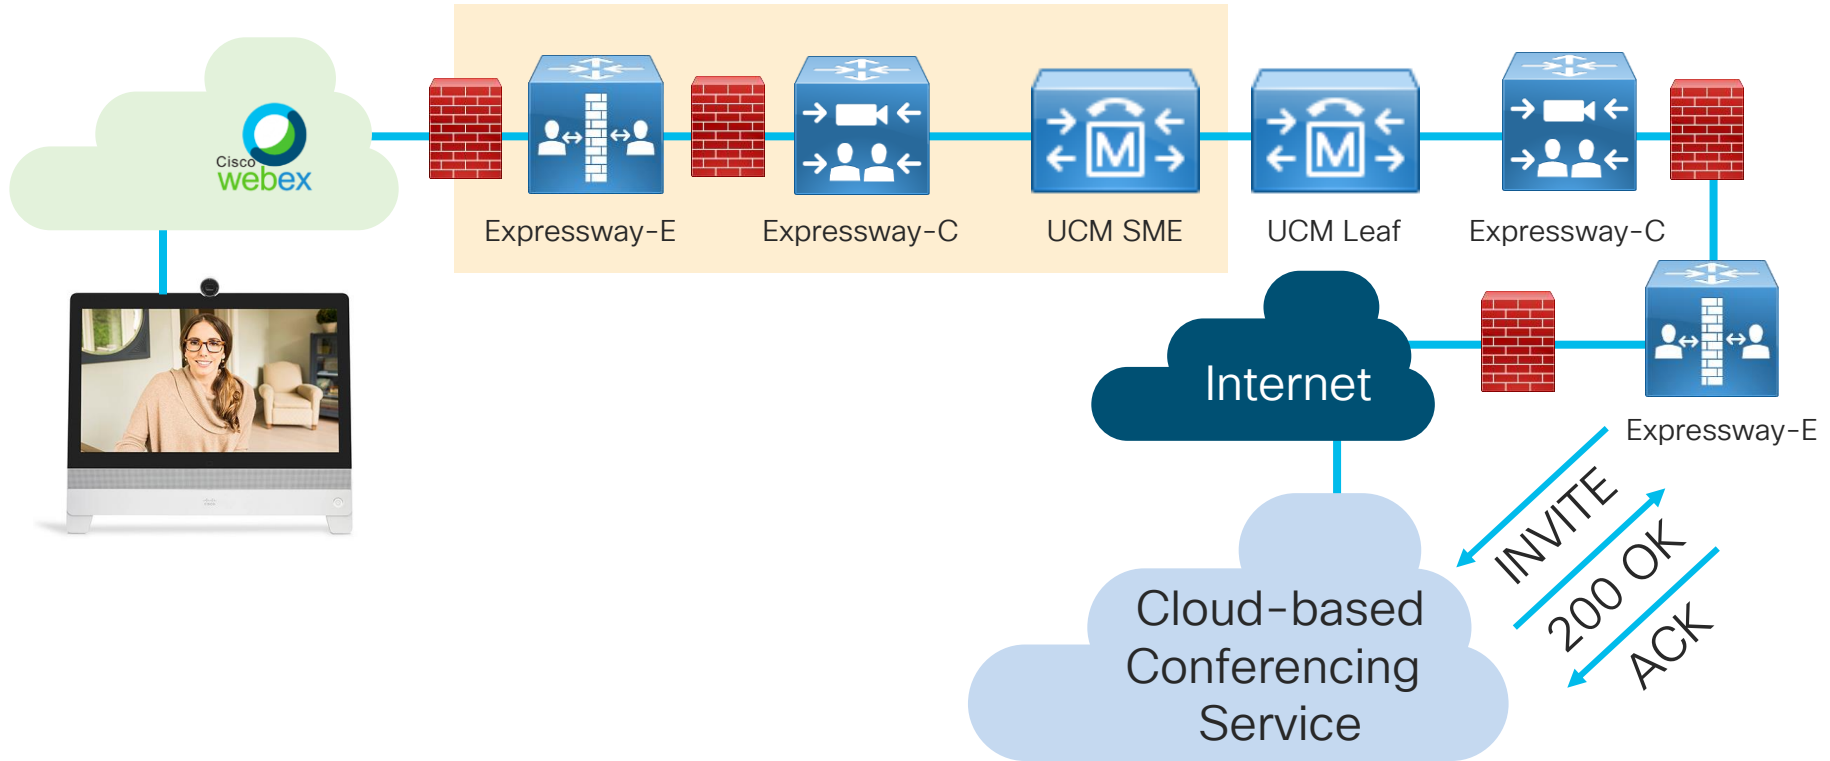 Cisco
webex
Expressway-E
Expressway-C
UCM SME
UCM Leaf
Expressway-C
M
M
Internet
Expressway-E
INVITE
200 OK
ACK
Cloud-based
Conferencing
Service